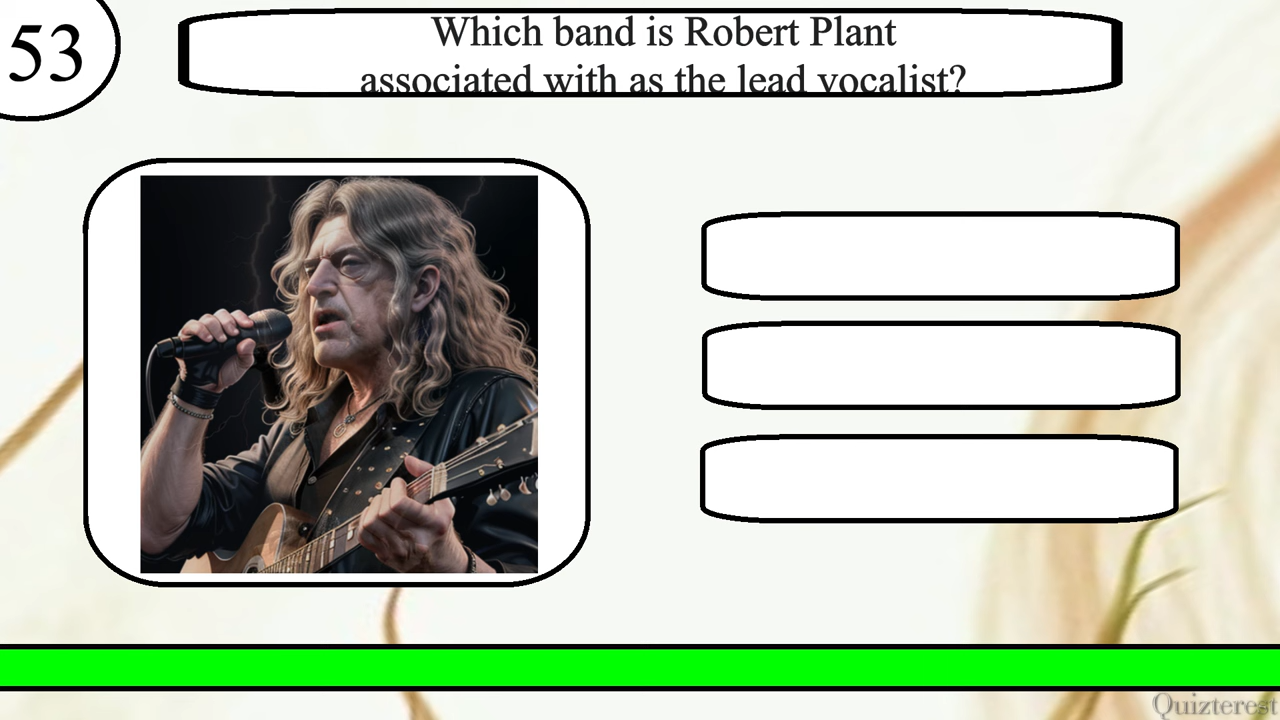 53
Which band is Robert Plant
associated with as the lead vocalist?
Quizterest